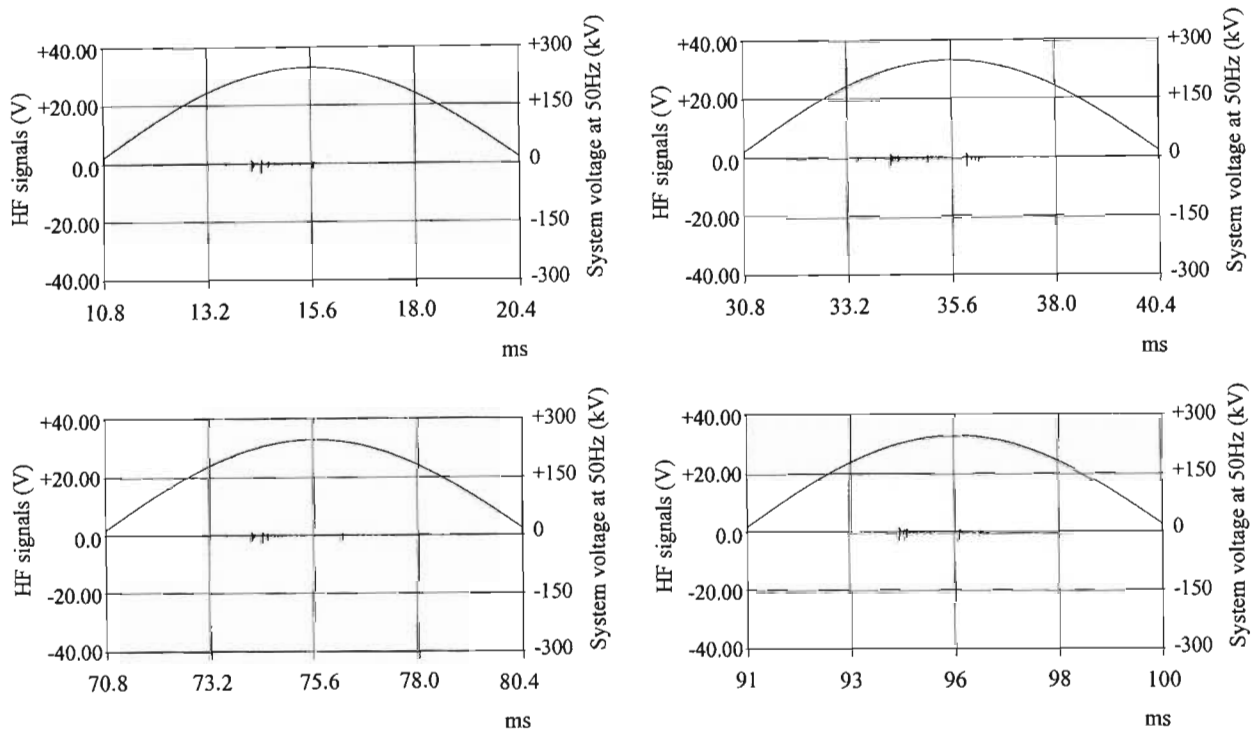 HF signals (V)
+40.00
+20.00
0.0
-20.00
-40.00
+300
+150
0
-150
-300
System voltage at 50Hz (kV)
10.8 13.2 15.6 18.0 20.4
ms
HF signals (V)
+40.00
+20.00
0.0
-20.00
-40.00
+300
+150
0
-150
-300
System voltage at 50Hz (kV)
30.8 33.2 35.6 38.0 40.4
ms
HF signals (V)
+40.00
+20.00
0.0
-20.00
-40.00
+300
+150
0
-150
-300
System voltage at 50Hz (kV)
70.8 73.2 75.6 78.0 80.4
ms
HF signals (V)
+40.00
+20.00
0.0
-20.00
-40.00
+300
+150
0
-150
-300
System voltage at 50Hz (kV)
91 93 96 98 100
ms